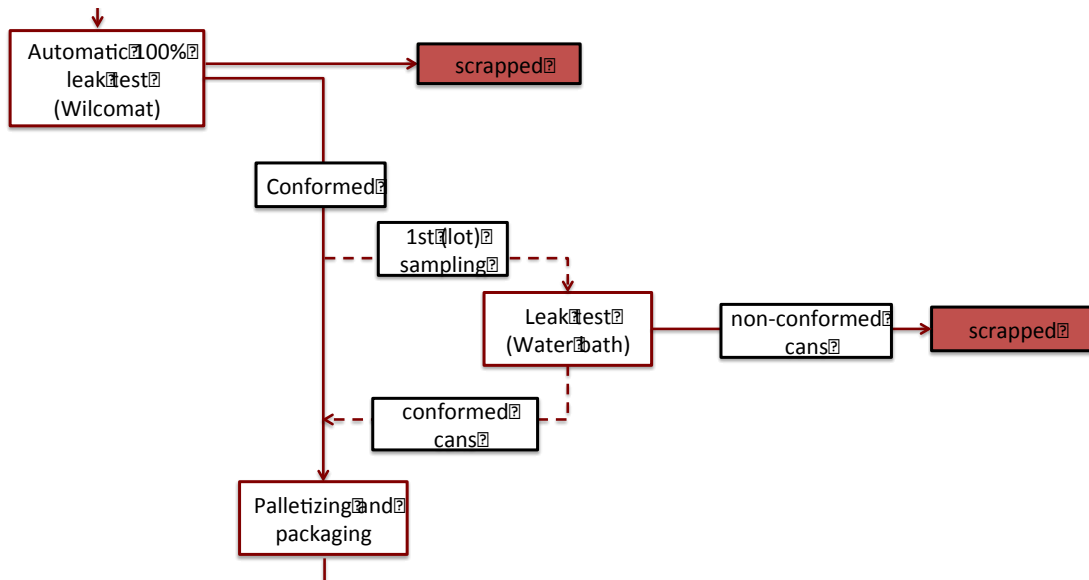 Automatic 100%
leak test
(Wilcomat)
scrapped
Conformed
1st (lot)
sampling
Leak test
(Water bath)
non-conformed
cans
scrapped
conformed
cans
Palletizing and
packaging